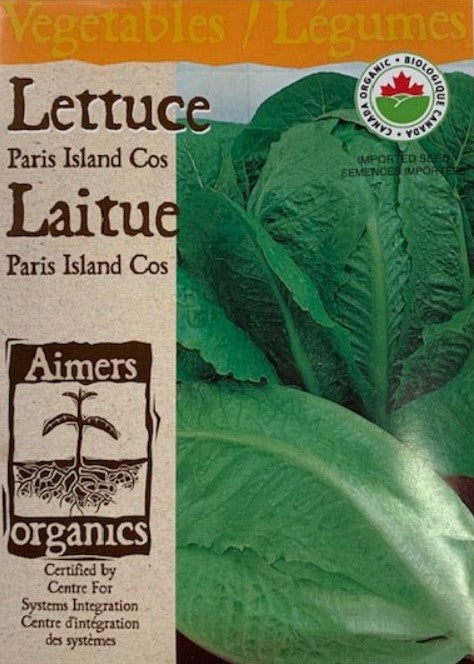 Vegetables / Légumes
Lettuce
Paris Island Cos
Laitue
Paris Island Cos
CANADA ORGANIC • BIOLOGIQUE CANADA •
IMPORTED SEED
SEMENCES IMPORTÉES
Aimers
organics
Certified by
Centre For
Systems Integration
Centre d'intégration
des systèmes